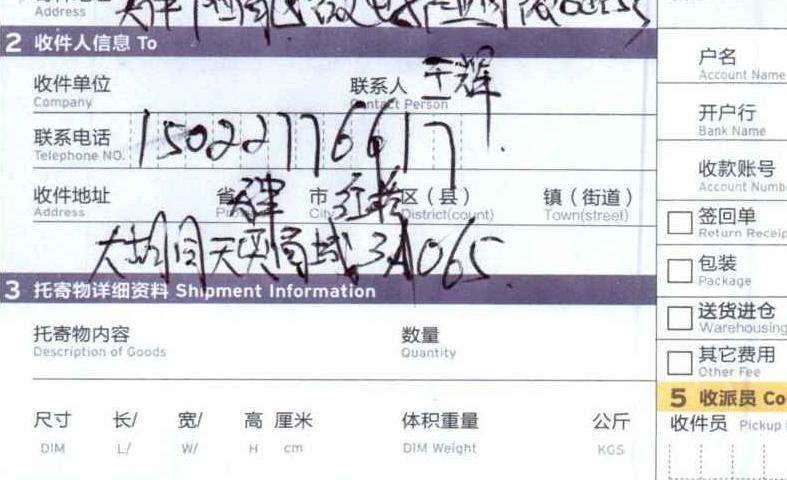 Address
2 收件人信息 To
收件单位 联系人 王辉
Company Contact Person
联系电话 15022776617
Telephone NO.
收件地址 省 天津 市 红桥 区（县） 镇（街道）
Address City District(count) Town(street)
大胡同天奕商城3A065
3 托寄物详细资料 Shipment Information
托寄物内容 数量
Description of Goods Quantity
尺寸 长/ 宽/ 高 厘米 体积重量 公斤
DIM L/ W/ H cm DIM Weight KGS
户名
Account Name
开户行
Bank Name
收款账号
Account Numb
签回单
Return Receip
包装
Package
送货进仓
Warehousing
其它费用
Other Fee
5 收派员 Co
收件员 Pickup